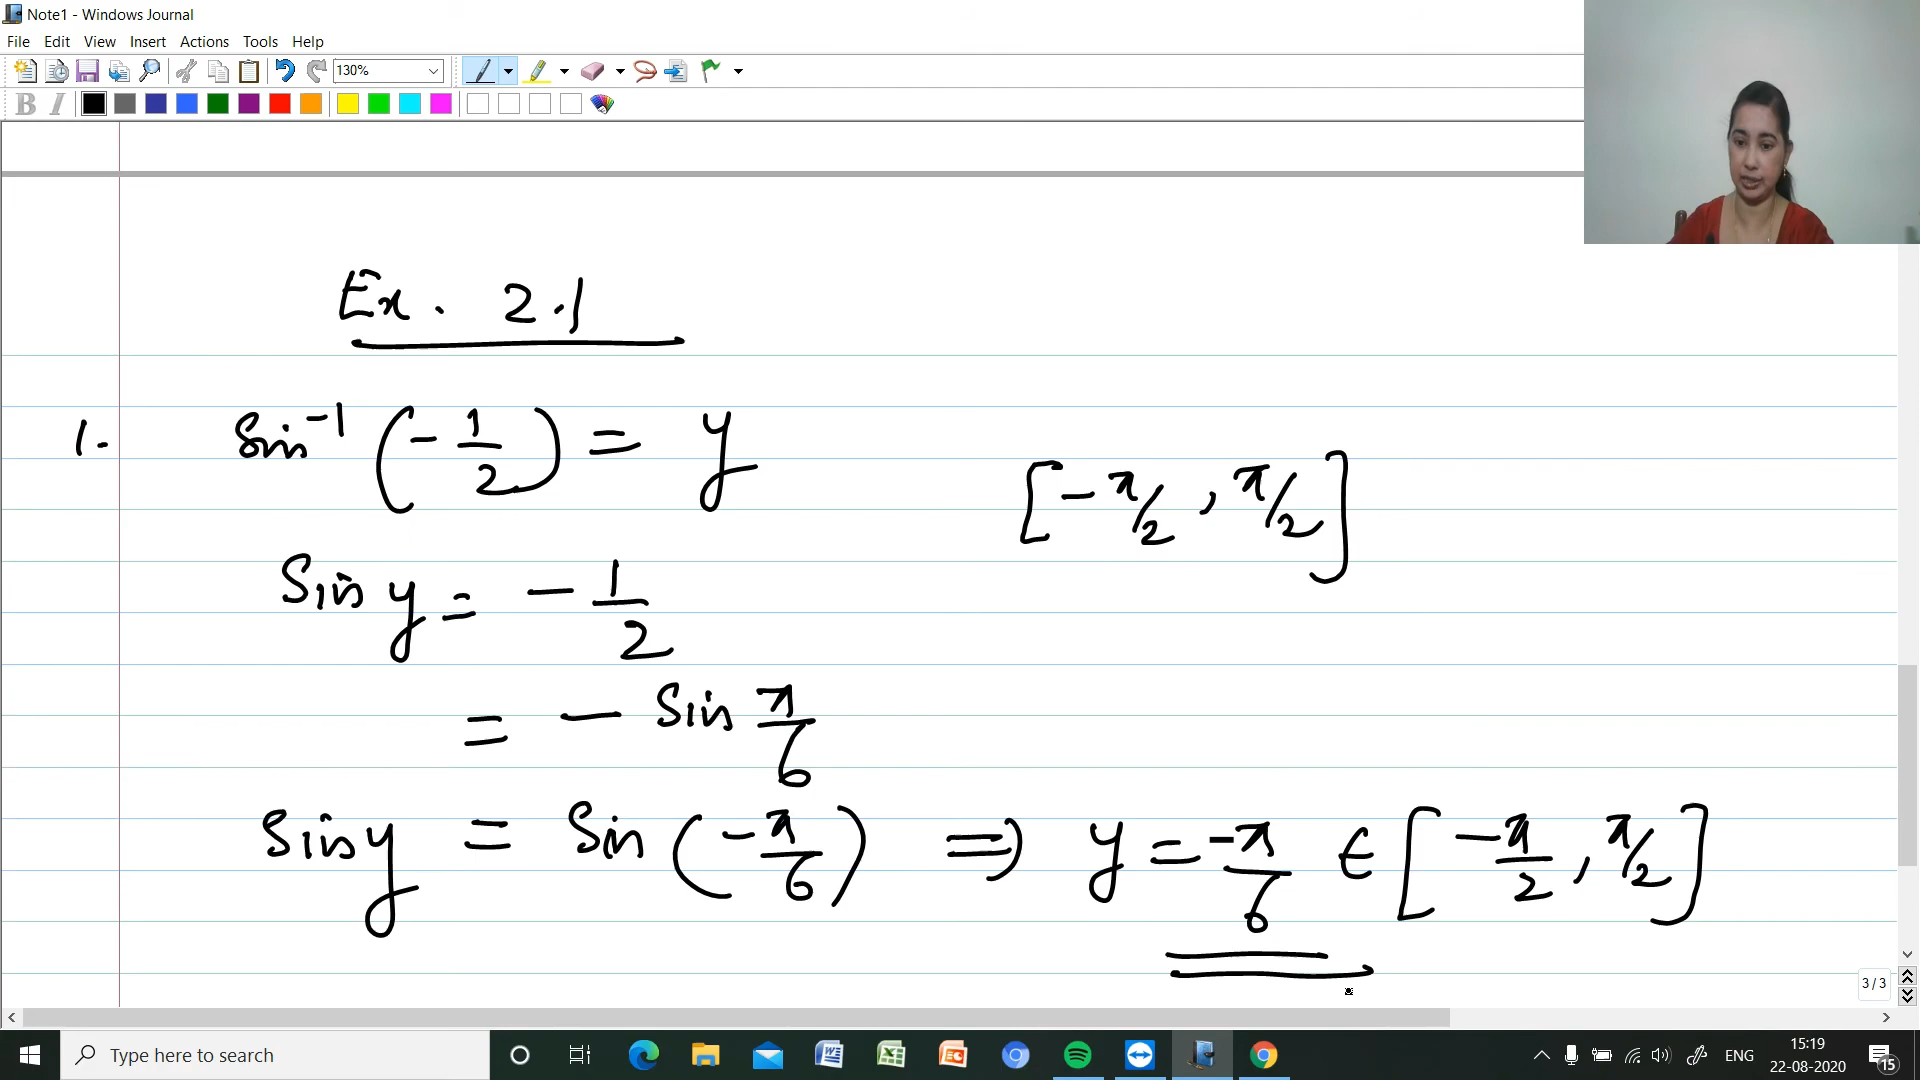 Note1 - Windows Journal
File Edit View Insert Actions Tools Help
130%
B I
Ex. 2.1
1. Sin⁻¹ (-1/2) = y
[-π/2, π/2]
Sin y = - 1/2
= - Sin π/6
Sin y = Sin (-π/6) ⇒ y = -π/6 ∈ [-π/2, π/2]
3 / 3
Type here to search
ENG
15:19
22-08-2020
15